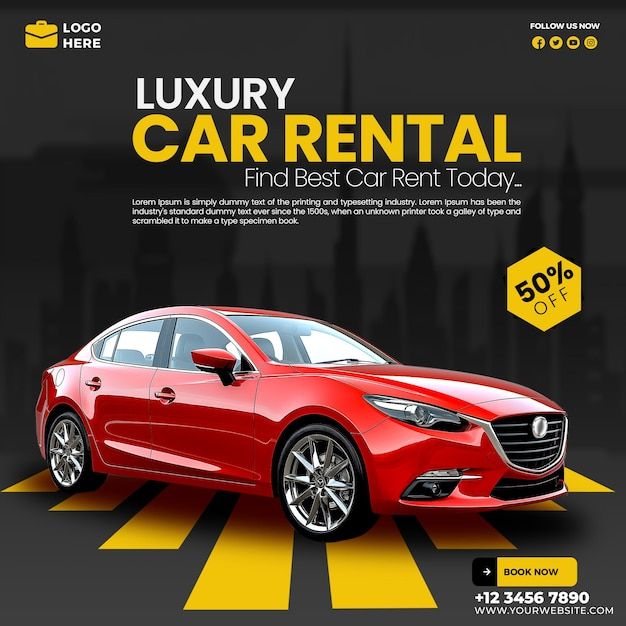 LOGO
HERE
FOLLOW US NOW
LUXURY
CAR RENTAL
Find Best Car Rent Today...
Lorem Ipsum is simply dummy text of the printing and typesetting industry. Lorem Ipsum has been the
industry's standard dummy text ever since the 1500s, when an unknown printer took a galley of type and
scrambled it to make a type specimen book.
50%
OFF
BOOK NOW
+12 3456 7890
WWW.YOURWEBSITE.COM